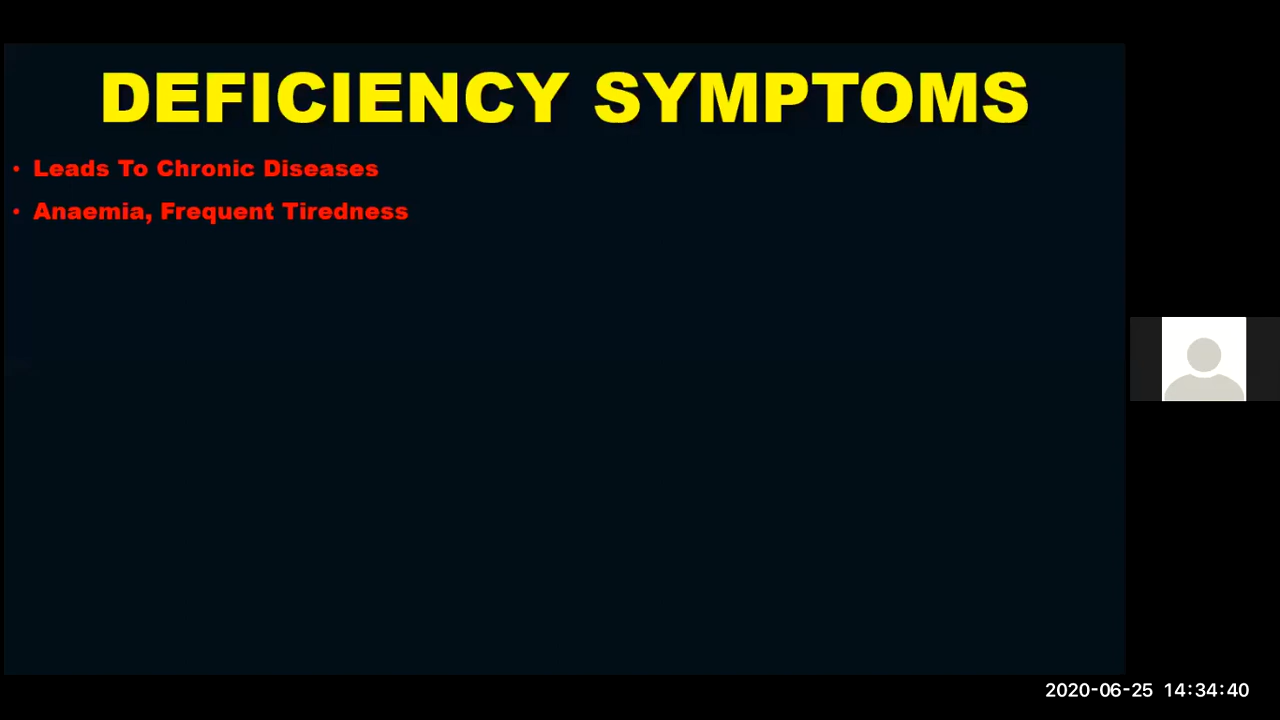 DEFICIENCY SYMPTOMS
• Leads To Chronic Diseases
• Anaemia, Frequent Tiredness
2020-06-25 14:34:40